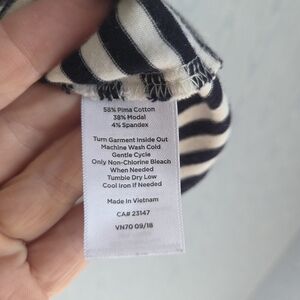 58% Pima Cotton
38% Modal
4% Spandex
Turn Garment Inside Out
Machine Wash Cold
Gentle Cycle
Only Non-Chlorine Bleach
When Needed
Tumble Dry Low
Cool Iron If Needed
Made In Vietnam
CA# 23147
VN70 09/18